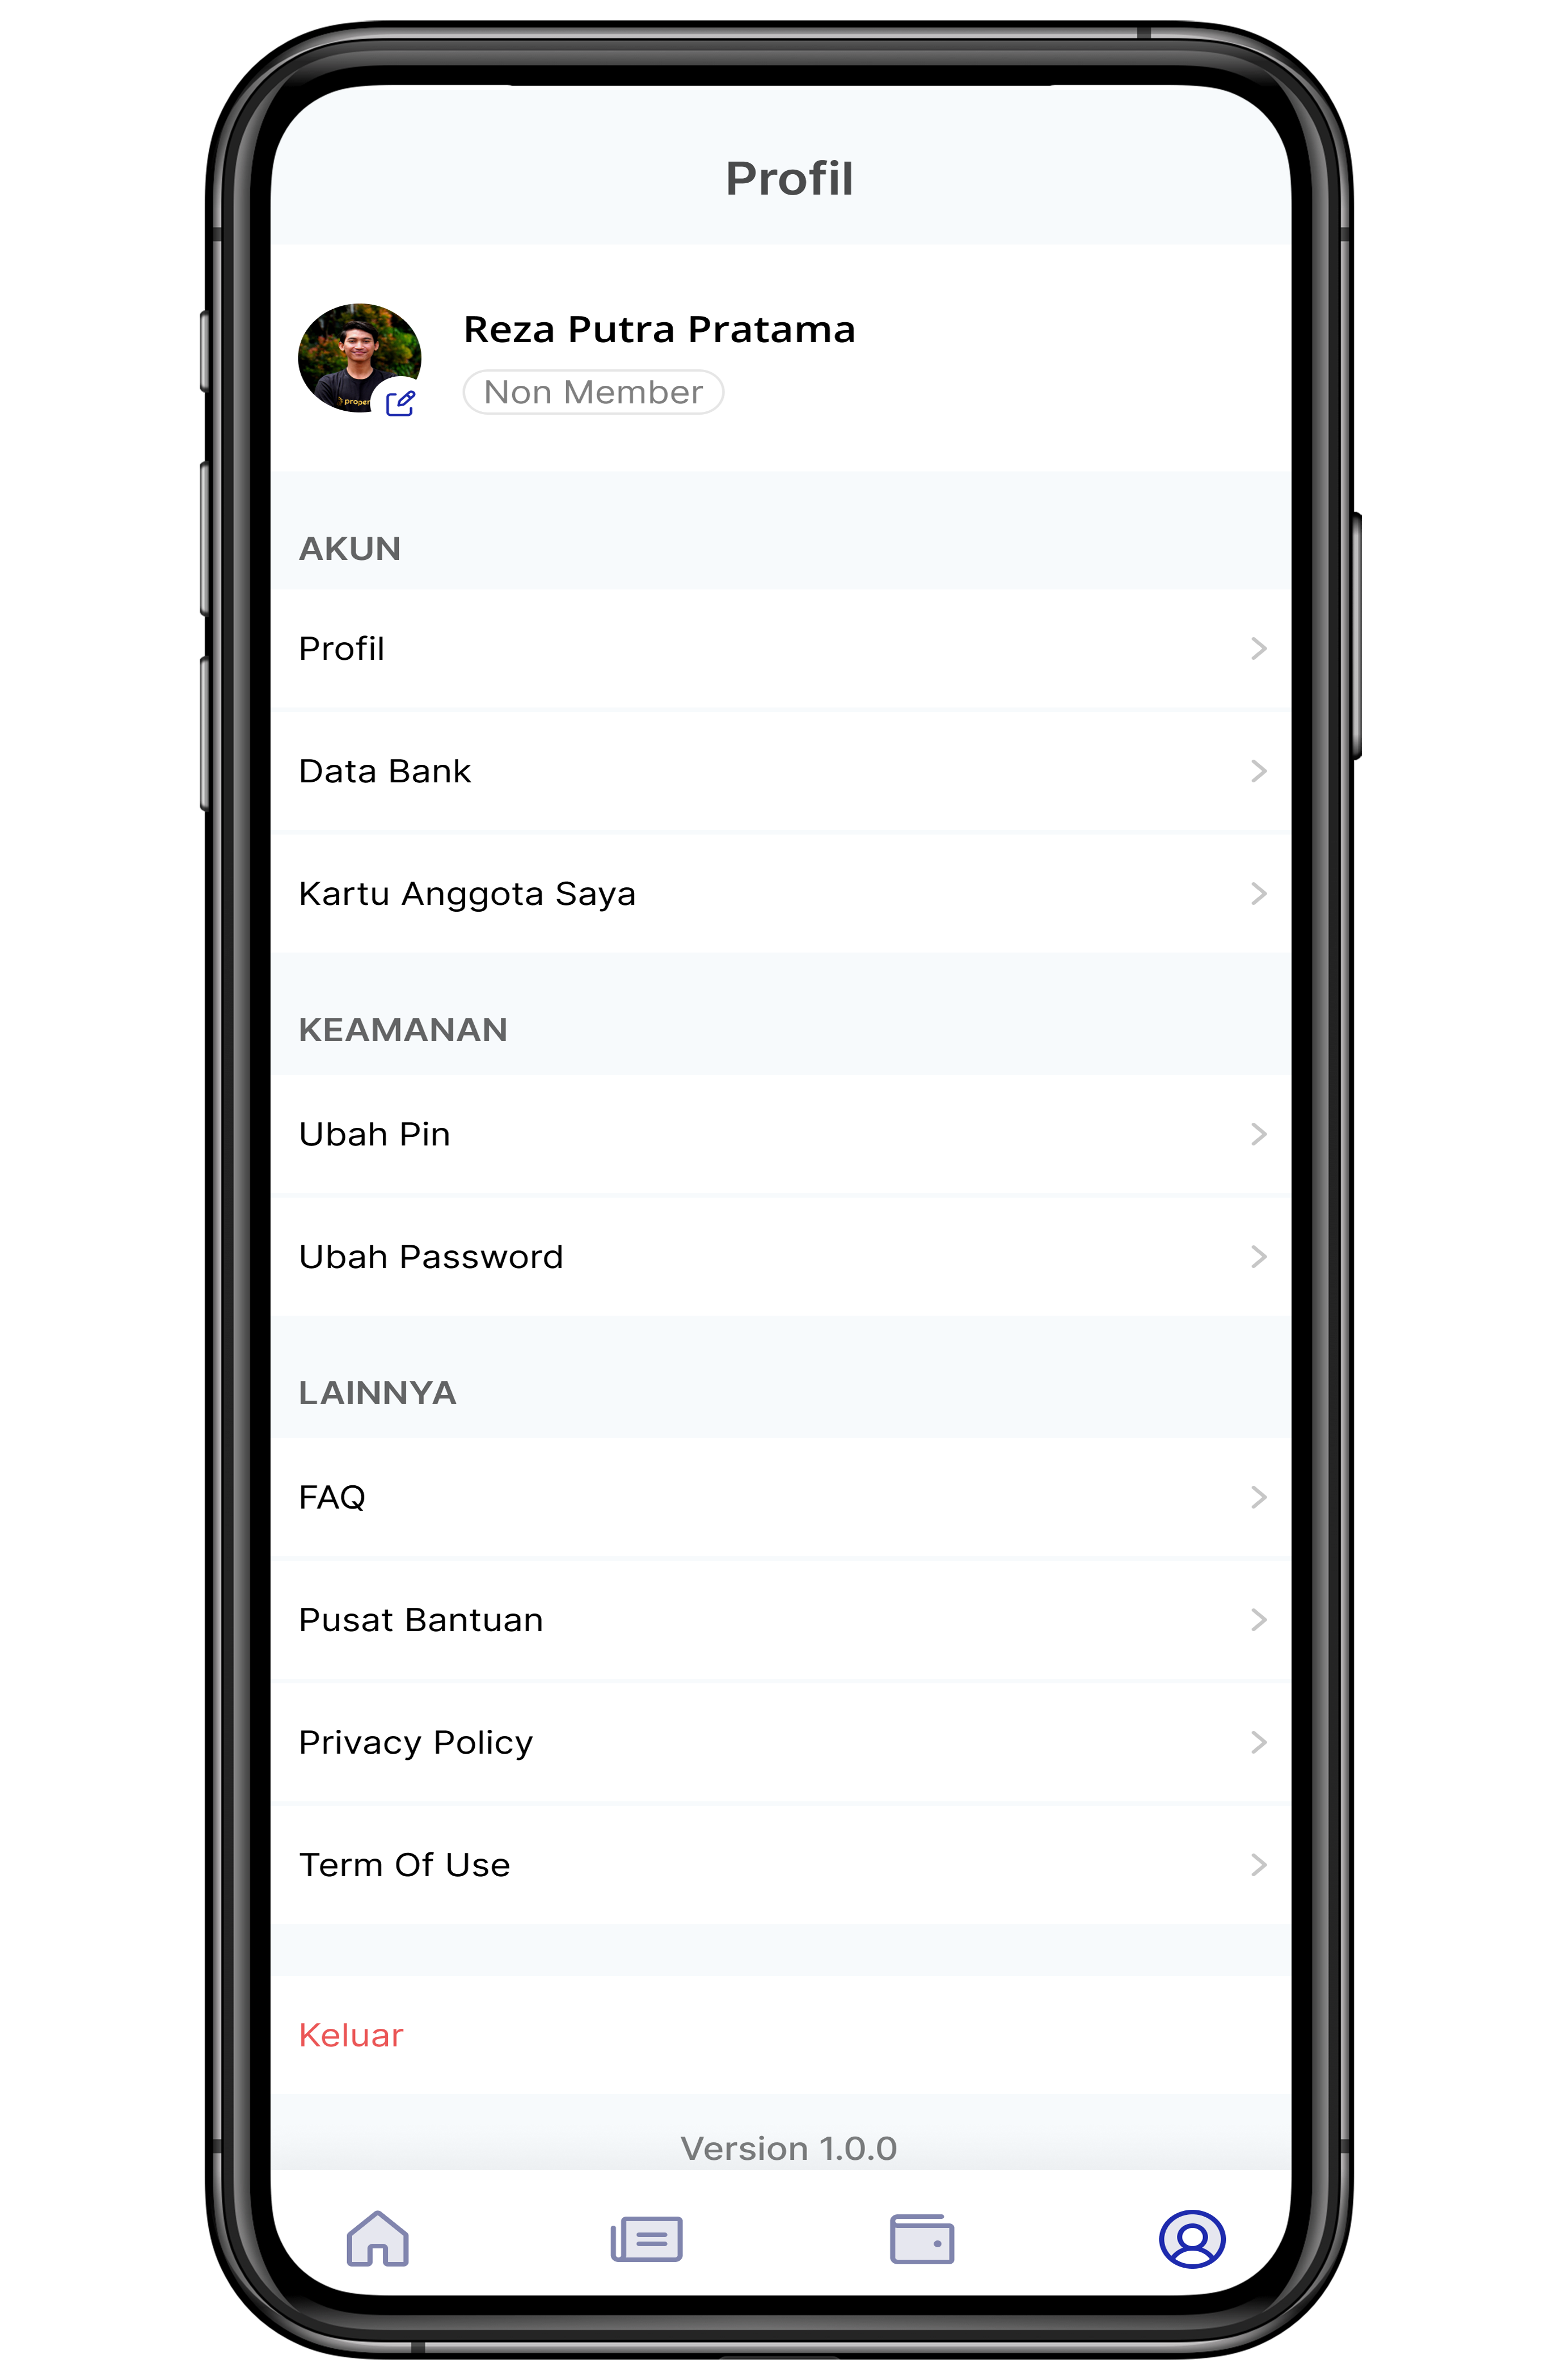 Profil
Reza Putra Pratama
Non Member
AKUN
Profil
Data Bank
Kartu Anggota Saya
KEAMANAN
Ubah Pin
Ubah Password
LAINNYA
FAQ
Pusat Bantuan
Privacy Policy
Term Of Use
Keluar
Version 1.0.0